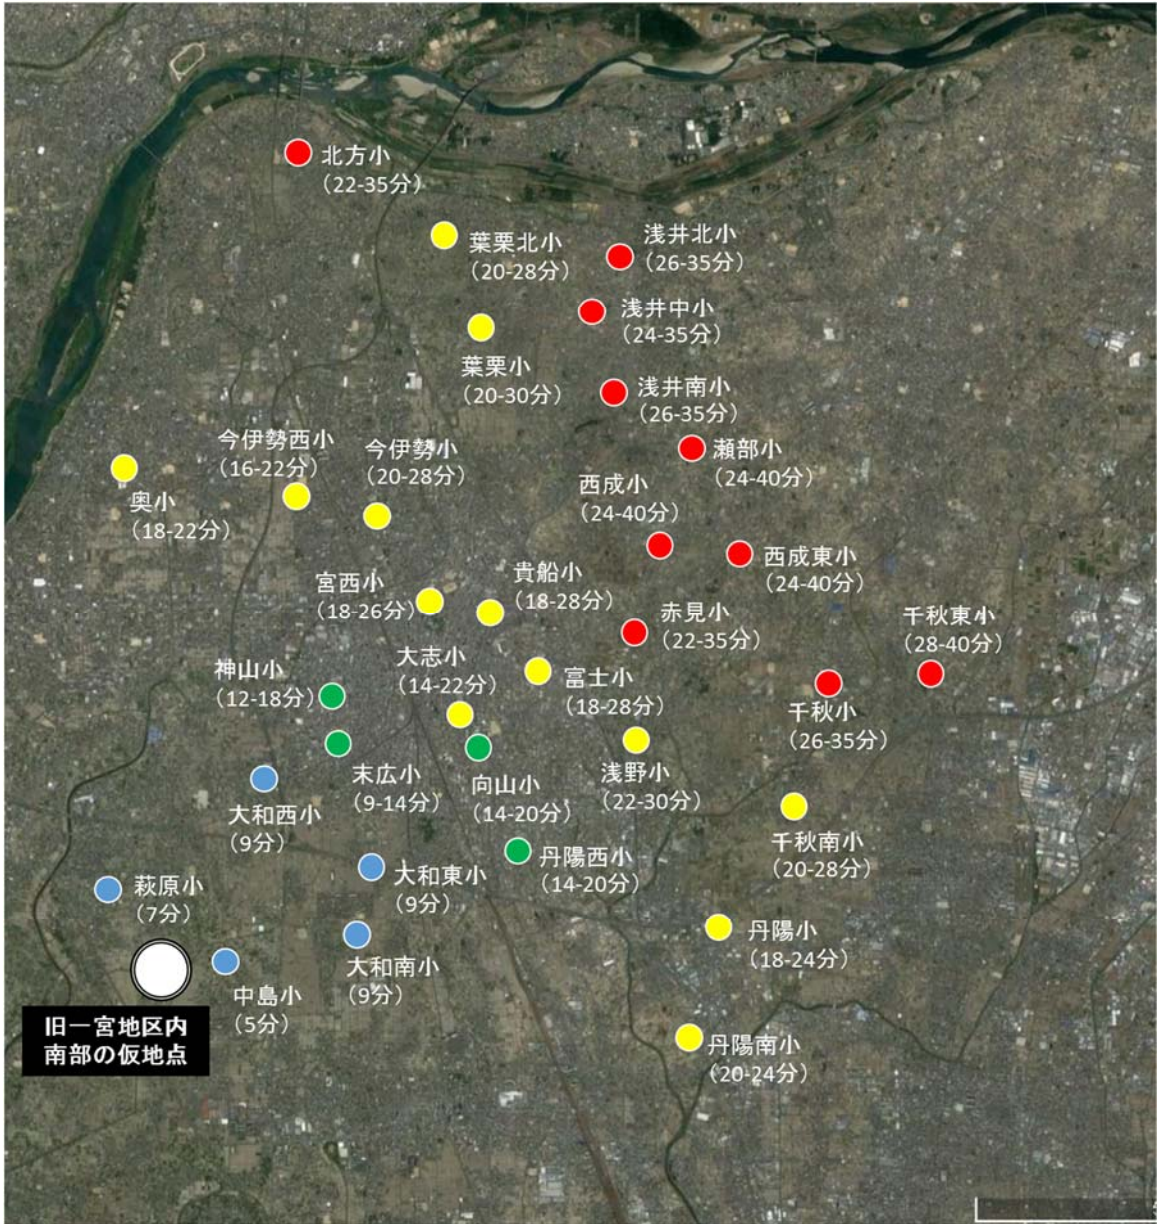 北方小
(22-35分)
葉栗北小
(20-28分)
浅井北小
(26-35分)
浅井中小
(24-35分)
葉栗小
(20-30分)
浅井南小
(26-35分)
今伊勢西小
(16-22分)
今伊勢小
(20-28分)
瀬部小
(24-40分)
奥小
(18-22分)
西成小
(24-40分)
西成東小
(24-40分)
宮西小
(18-26分)
貴船小
(18-28分)
赤見小
(22-35分)
千秋東小
(28-40分)
神山小
(12-18分)
大志小
(14-22分)
富士小
(18-28分)
千秋小
(26-35分)
末広小
(9-14分)
向山小
(14-20分)
浅野小
(22-30分)
大和西小
(9分)
千秋南小
(20-28分)
丹陽西小
(14-20分)
大和東小
(9分)
萩原小
(7分)
丹陽小
(18-24分)
大和南小
(9分)
中島小
(5分)
旧一宮地区内
南部の仮地点
丹陽南小
(20-24分)